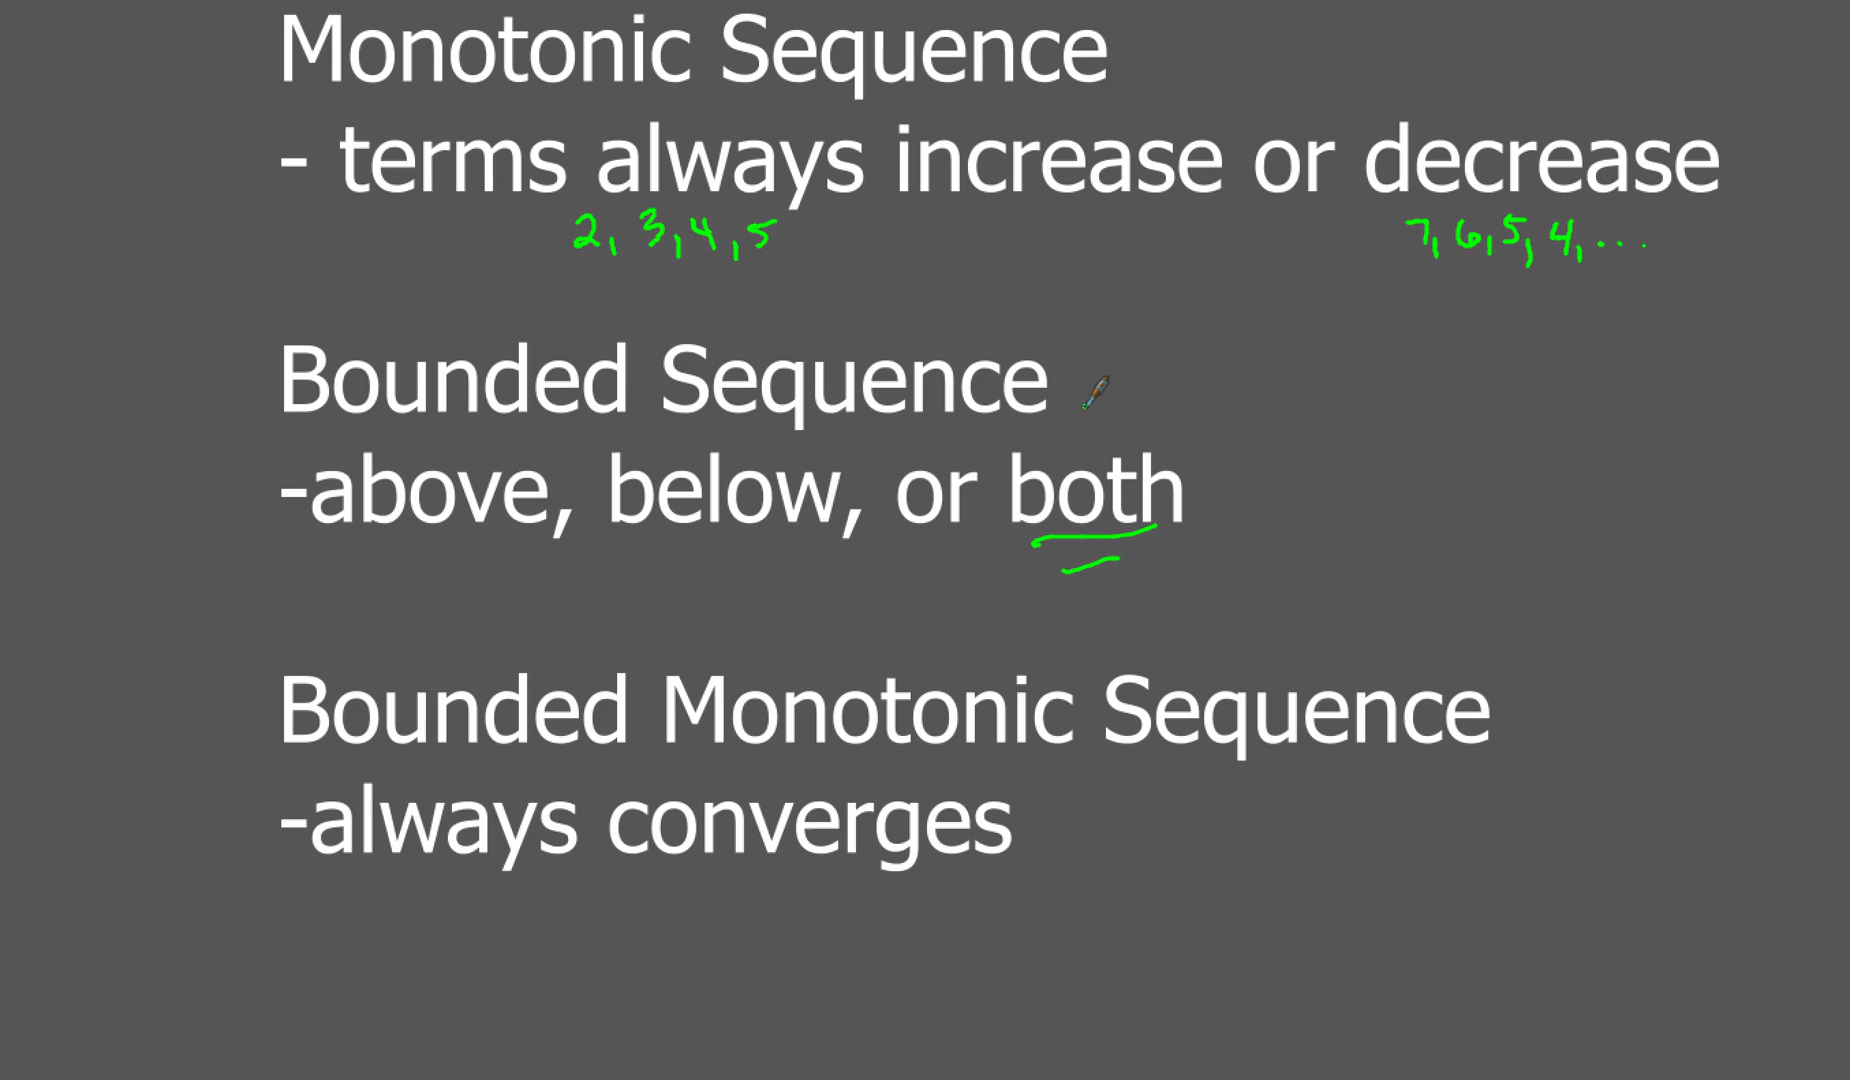 Monotonic Sequence
- terms always increase or decrease
2, 3, 4, 5 7, 6, 5, 4, ...
Bounded Sequence
-above, below, or both
Bounded Monotonic Sequence
-always converges